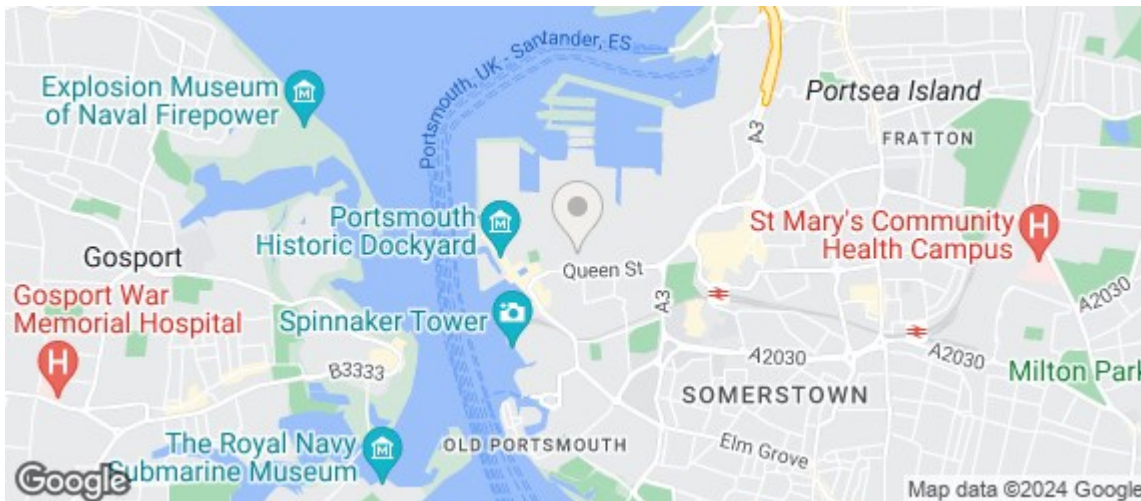 Explosion Museum
of Naval Firepower
Portsmouth, UK - Santander, ES
A3
Portsea Island
FRATTON
Portsmouth
Historic Dockyard
St Mary's Community
Health Campus
H
Gosport
Queen St
A3
A2030
Gosport War
Memorial Hospital
H
Spinnaker Tower
B3333
A2030
A2030
Milton Park
SOMERSTOWN
The Royal Navy
Submarine Museum
OLD PORTSMOUTH
Elm Grove
Google
Map data ©2024 Google